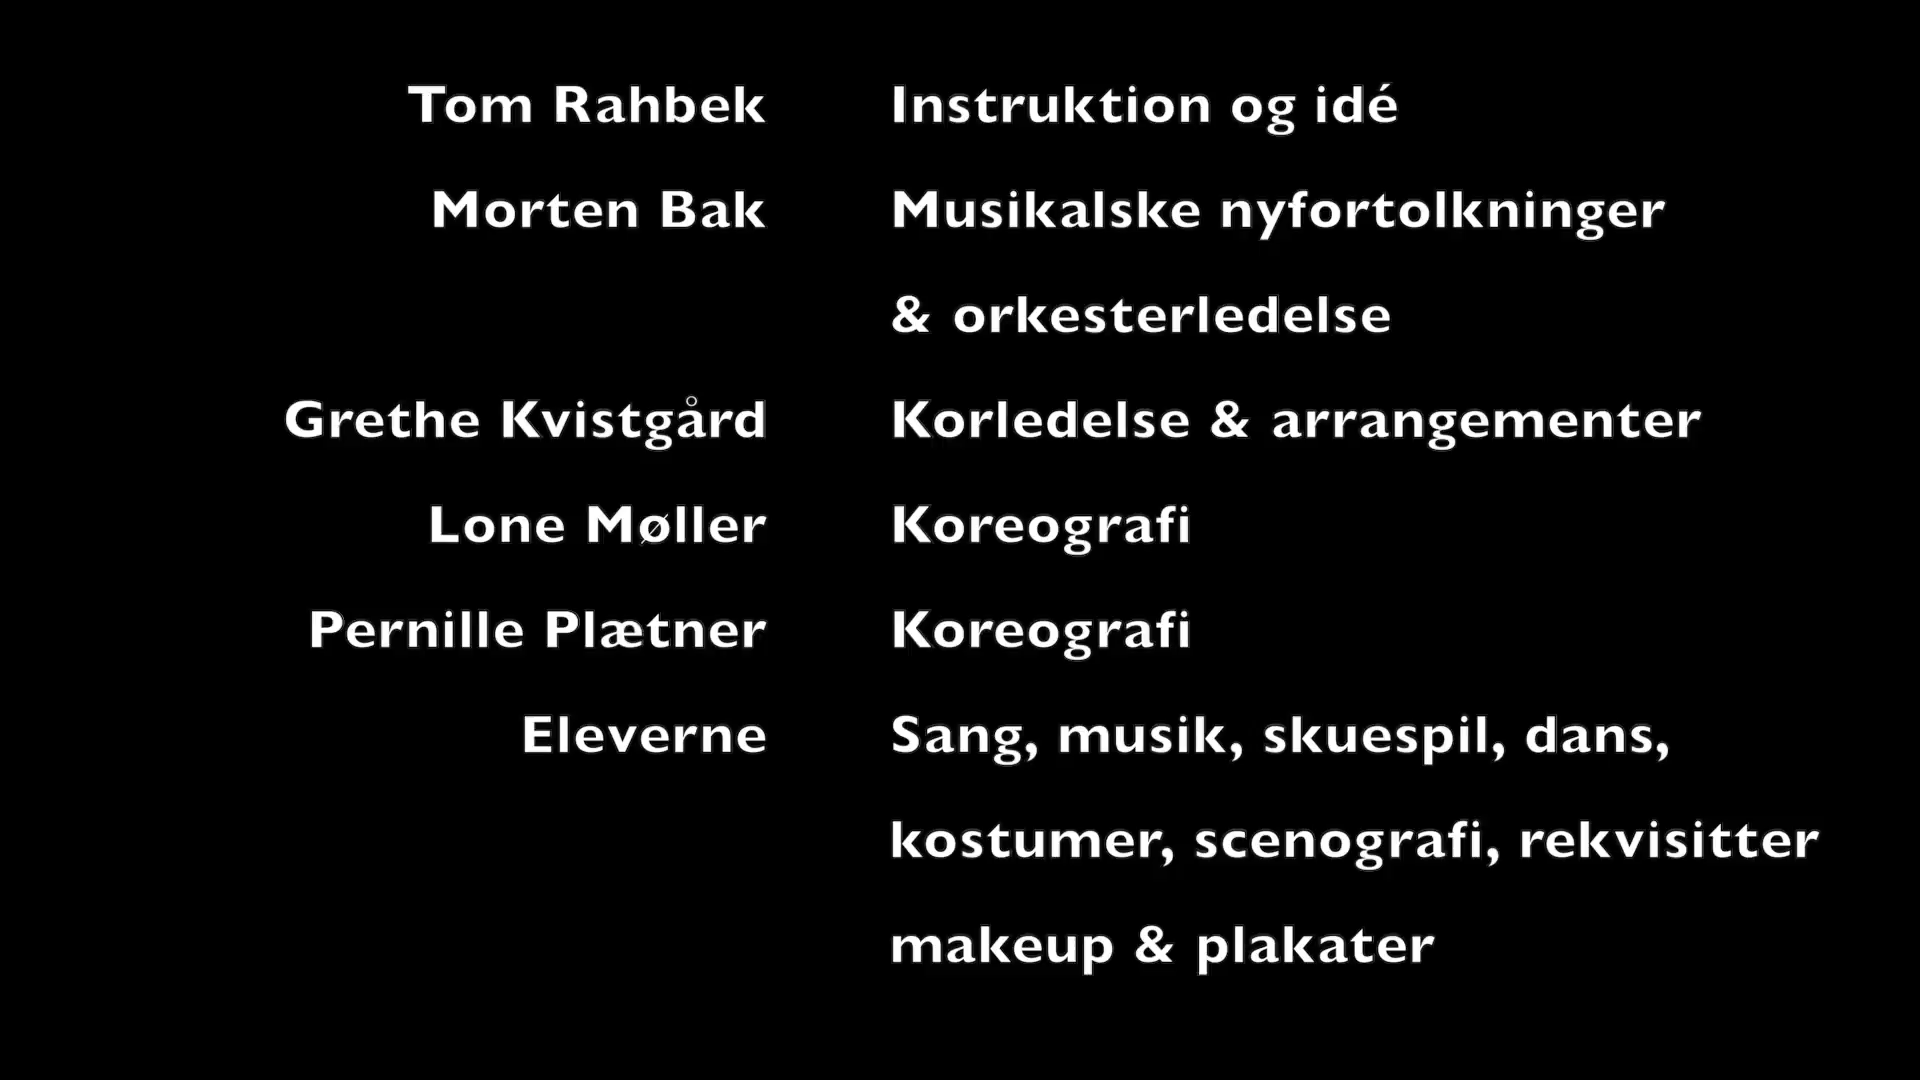 Tom Rahbek Instruktion og idé
Morten Bak Musikalske nyfortolkninger
& orkesterledelse
Grethe Kvistgård Korledelse & arrangementer
Lone Møller Koreografi
Pernille Plætner Koreografi
Eleverne Sang, musik, skuespil, dans,
kostumer, scenografi, rekvisitter
makeup & plakater